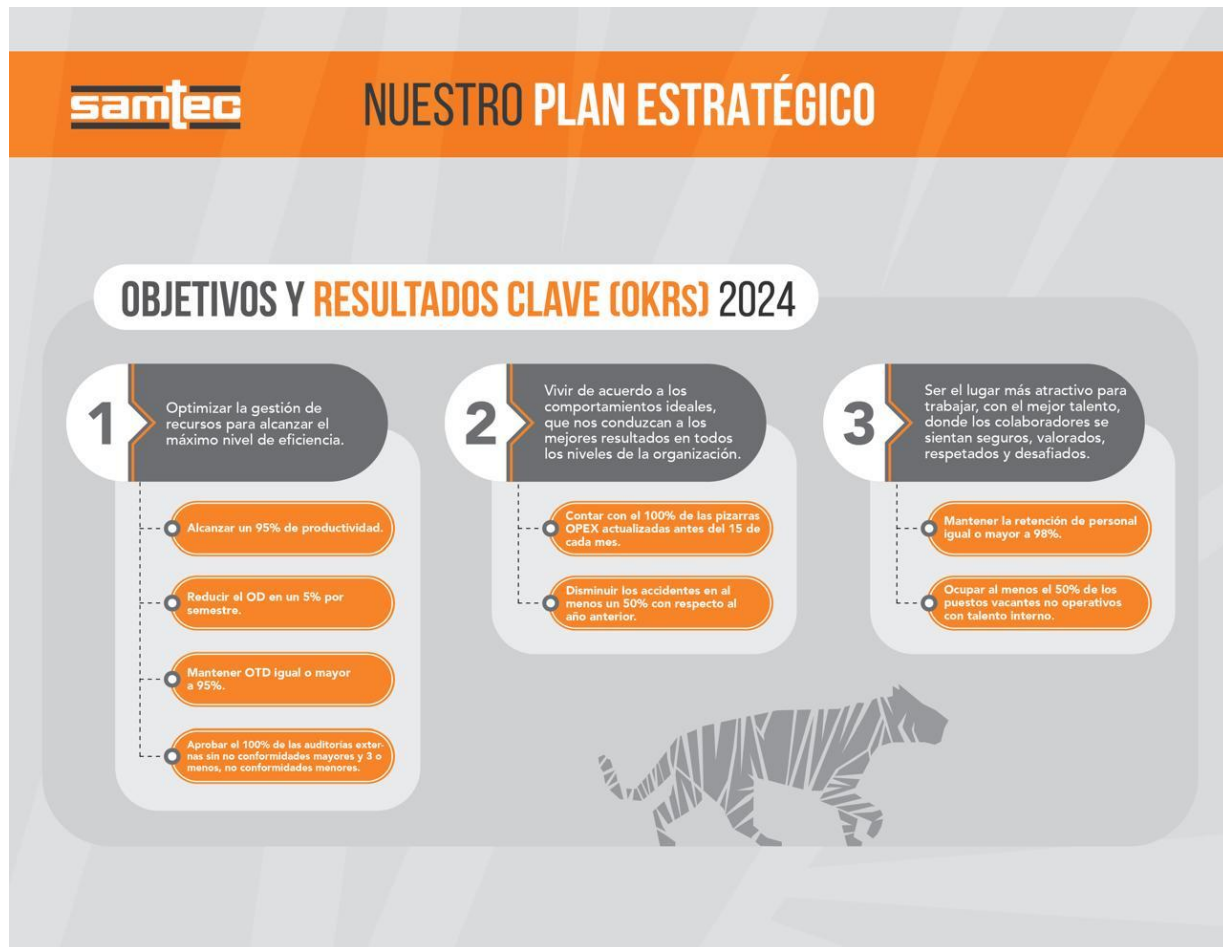 samtec
NUESTRO PLAN ESTRATÉGICO
OBJETIVOS Y RESULTADOS CLAVE (OKRs) 2024
1
Optimizar la gestión de
recursos para alcanzar el
máximo nivel de eficiencia.
Alcanzar un 95% de productividad.
Reducir el OD en un 5% por
semestre.
Mantener OTD igual o mayor
a 95%.
Aprobar el 100% de las auditorías exter-
nas sin no conformidades mayores y 3 o
menos, no conformidades menores.
2
Vivir de acuerdo a los
comportamientos ideales,
que nos conduzcan a los
mejores resultados en todos
los niveles de la organización.
Contar con el 100% de las pizarras
OPEX actualizadas antes del 15 de
cada mes.
Disminuir los accidentes en al
menos un 50% con respecto al
año anterior.
3
Ser el lugar más atractivo para
trabajar, con el mejor talento,
donde los colaboradores se
sientan seguros, valorados,
respetados y desafiados.
Mantener la retención de personal
igual o mayor a 98%.
Ocupar al menos el 50% de los
puestos vacantes no operativos
con talento interno.